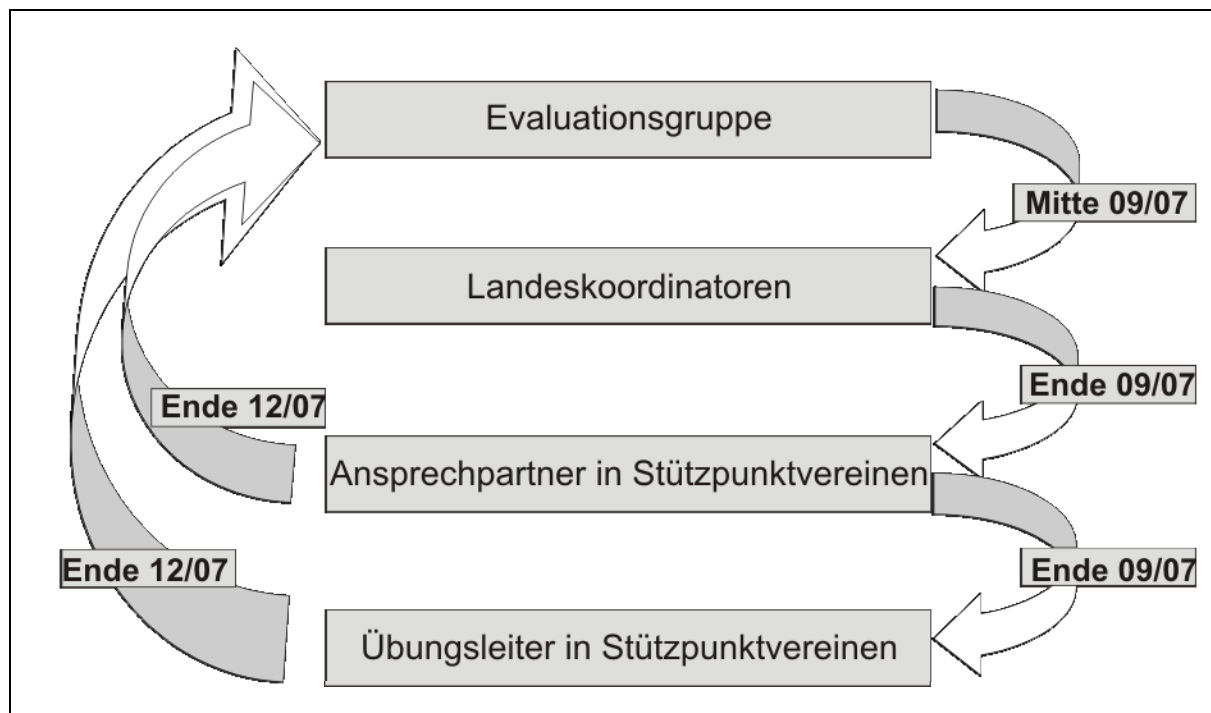 Evaluationsgruppe
Mitte 09/07
Landeskoordinatoren
Ende 09/07
Ende 12/07
Ansprechpartner in Stützpunktvereinen
Ende 12/07
Ende 09/07
Übungsleiter in Stützpunktvereinen